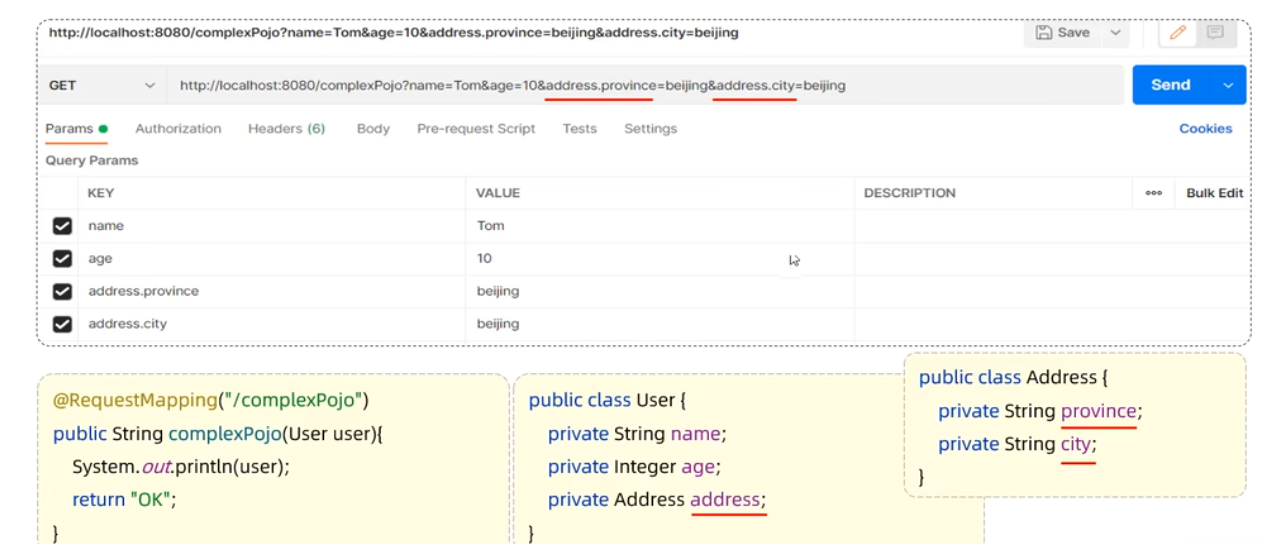 http://localhost:8080/complexPojo?name=Tom&age=10&address.province=beijing&address.city=beijing
Save
GET http://localhost:8080/complexPojo?name=Tom&age=10&address.province=beijing&address.city=beijing Send
Params Authorization Headers (6) Body Pre-request Script Tests Settings Cookies
Query Params
KEY VALUE DESCRIPTION Bulk Edit
name Tom
age 10
address.province beijing
address.city beijing
@RequestMapping("/complexPojo")
public String complexPojo(User user){
System.out.println(user);
return "OK";
}
public class User {
private String name;
private Integer age;
private Address address;
}
public class Address {
private String province;
private String city;
}